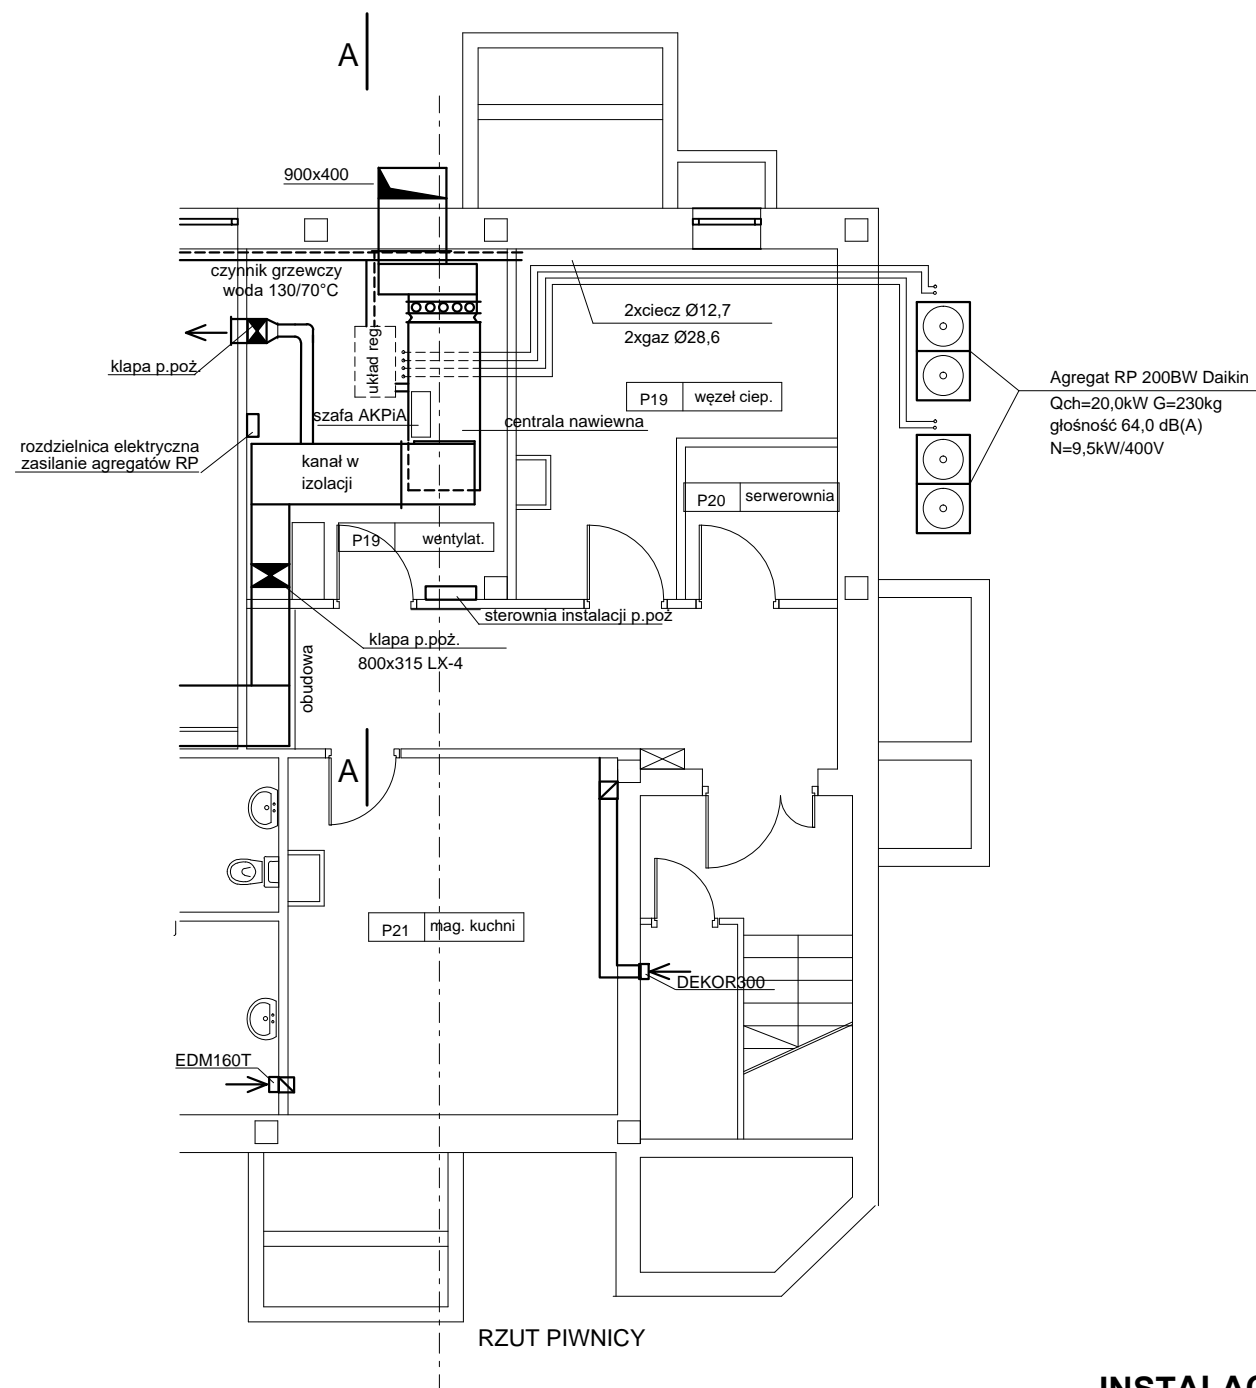 A
900x400
czynnik grzewczy
woda 130/70°C
klapa p.poż.
układ reg.
2xciecz Ø12,7
2xgaz Ø28,6
Agregat RP 200BW Daikin
Qch=20,0kW G=230kg
głośność 64,0 dB(A)
N=9,5kW/400V
P19 węzeł ciep.
szafa AKPiA
centrala nawiewna
rozdzielnica elektryczna
zasilanie agregatów RP
kanał w
izolacji
P20 serwerownia
P19 wentylat.
sterownia instalacji p.poż
klapa p.poż.
800x315 LX-4
obudowa
A
P21 mag. kuchni
DEKOR300
EDM160T
RZUT PIWNICY